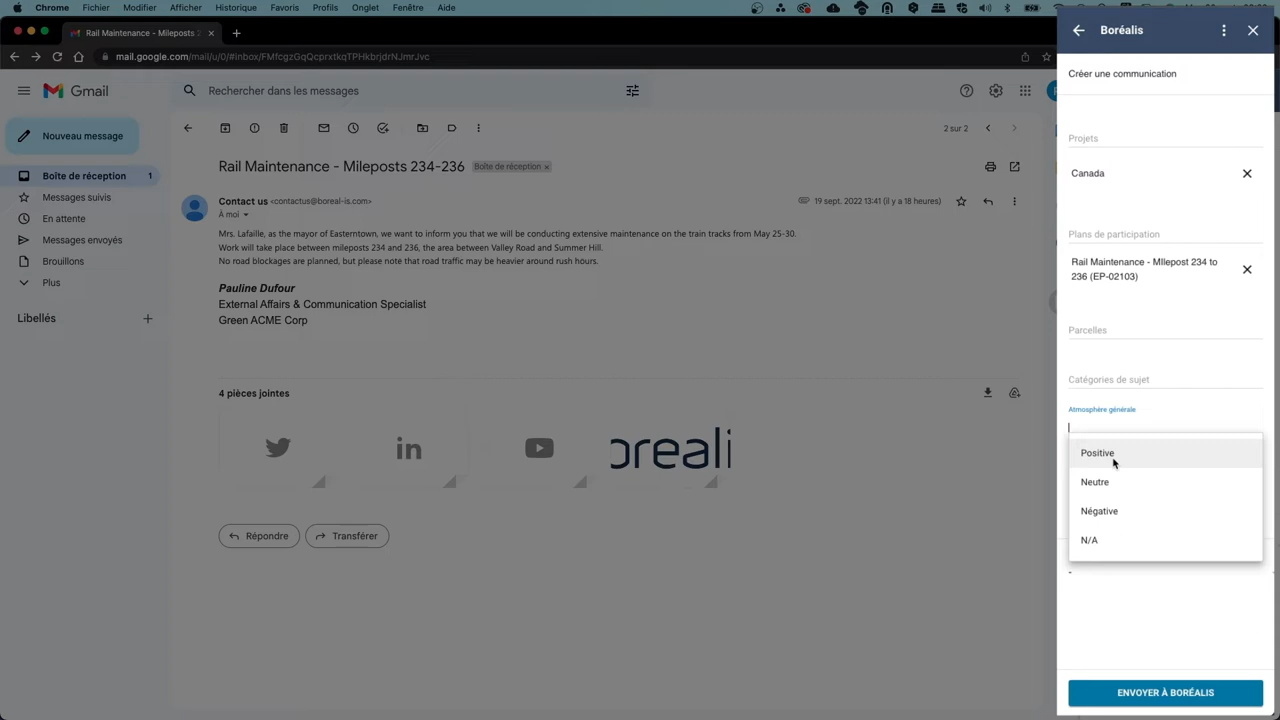 Chrome Fichier Modifier Afficher Historique Favoris Profils Onglet Fenêtre Aide
Rail Maintenance - Mileposts 2
mail.google.com/mail/u/0/#inbox/FMfcgzGqQcprxtkqTPHkbrjdrNJmrJvc
Gmail
Rechercher dans les messages
Nouveau message
2 sur 2
Rail Maintenance - Mileposts 234-236 Boîte de réception ×
Boîte de réception 1
Messages suivis
En attente
Messages envoyés
Brouillons
Plus
Libellés
Contact us <contactus@boreal-is.com>
19 sept. 2022 13:41 (il y a 18 heures)
À moi
Mrs. Lafaille, as the mayor of Easterntown, we want to inform you that we will be conducting extensive maintenance on the train tracks from May 25-30.
Work will take place between mileposts 234 and 236, the area between Valley Road and Summer Hill.
No road blockages are planned, but please note that road traffic may be heavier around rush hours.
Pauline Dufour
External Affairs & Communication Specialist
Green ACME Corp
4 pièces jointes
oreali
Répondre
Transférer
Boréalis
Créer une communication
Projets
Canada
Plans de participation
Rail Maintenance - MIlepost 234 to
236 (EP-02103)
Parcelles
Catégories de sujet
Atmosphère générale
Positive
Neutre
Négative
N/A
ENVOYER À BORÉALIS